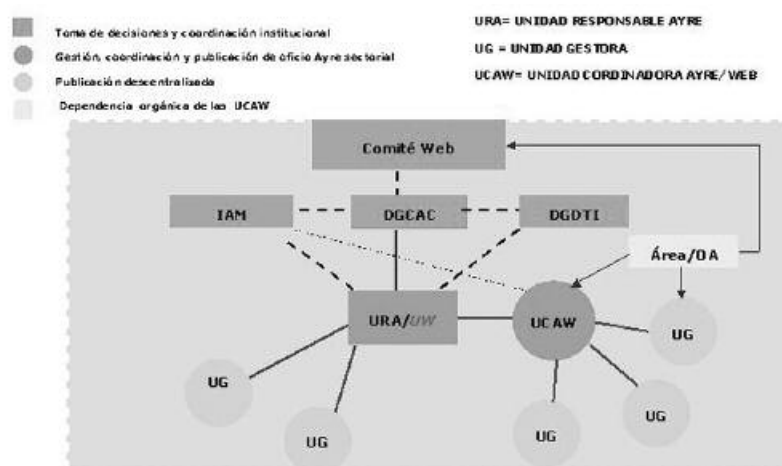 Toma de decisiones y coordinación institucional
Gestión, coordinación y publicación de oficio Ayre sectorial
Publicación descentralizada
Dependencia orgánica de las UCAW
URA= UNIDAD RESPONSABLE AYRE
UG = UNIDAD GESTORA
UCAW= UNIDAD CORDINADORA AYRE/WEB
Comité Web
IAM
DGCAC
DGDTI
Área/OA
URA/UW
UCAW
UG
UG
UG
UG
UG